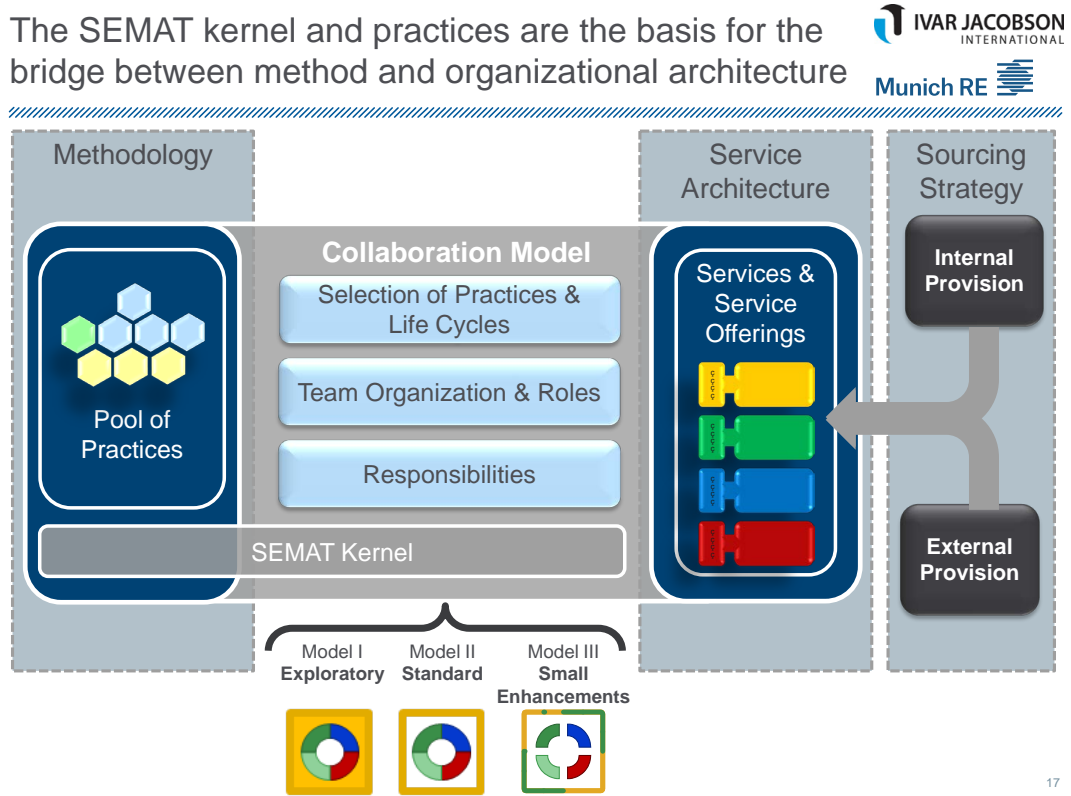 The SEMAT kernel and practices are the basis for the
bridge between method and organizational architecture
IVAR JACOBSON
INTERNATIONAL
Munich RE
Methodology
Service
Architecture
Sourcing
Strategy
Collaboration Model
Selection of Practices &
Life Cycles
Team Organization & Roles
Responsibilities
Pool of
Practices
SEMAT Kernel
Services &
Service
Offerings
Internal
Provision
External
Provision
Model I
Exploratory
Model II
Standard
Model III
Small
Enhancements
17